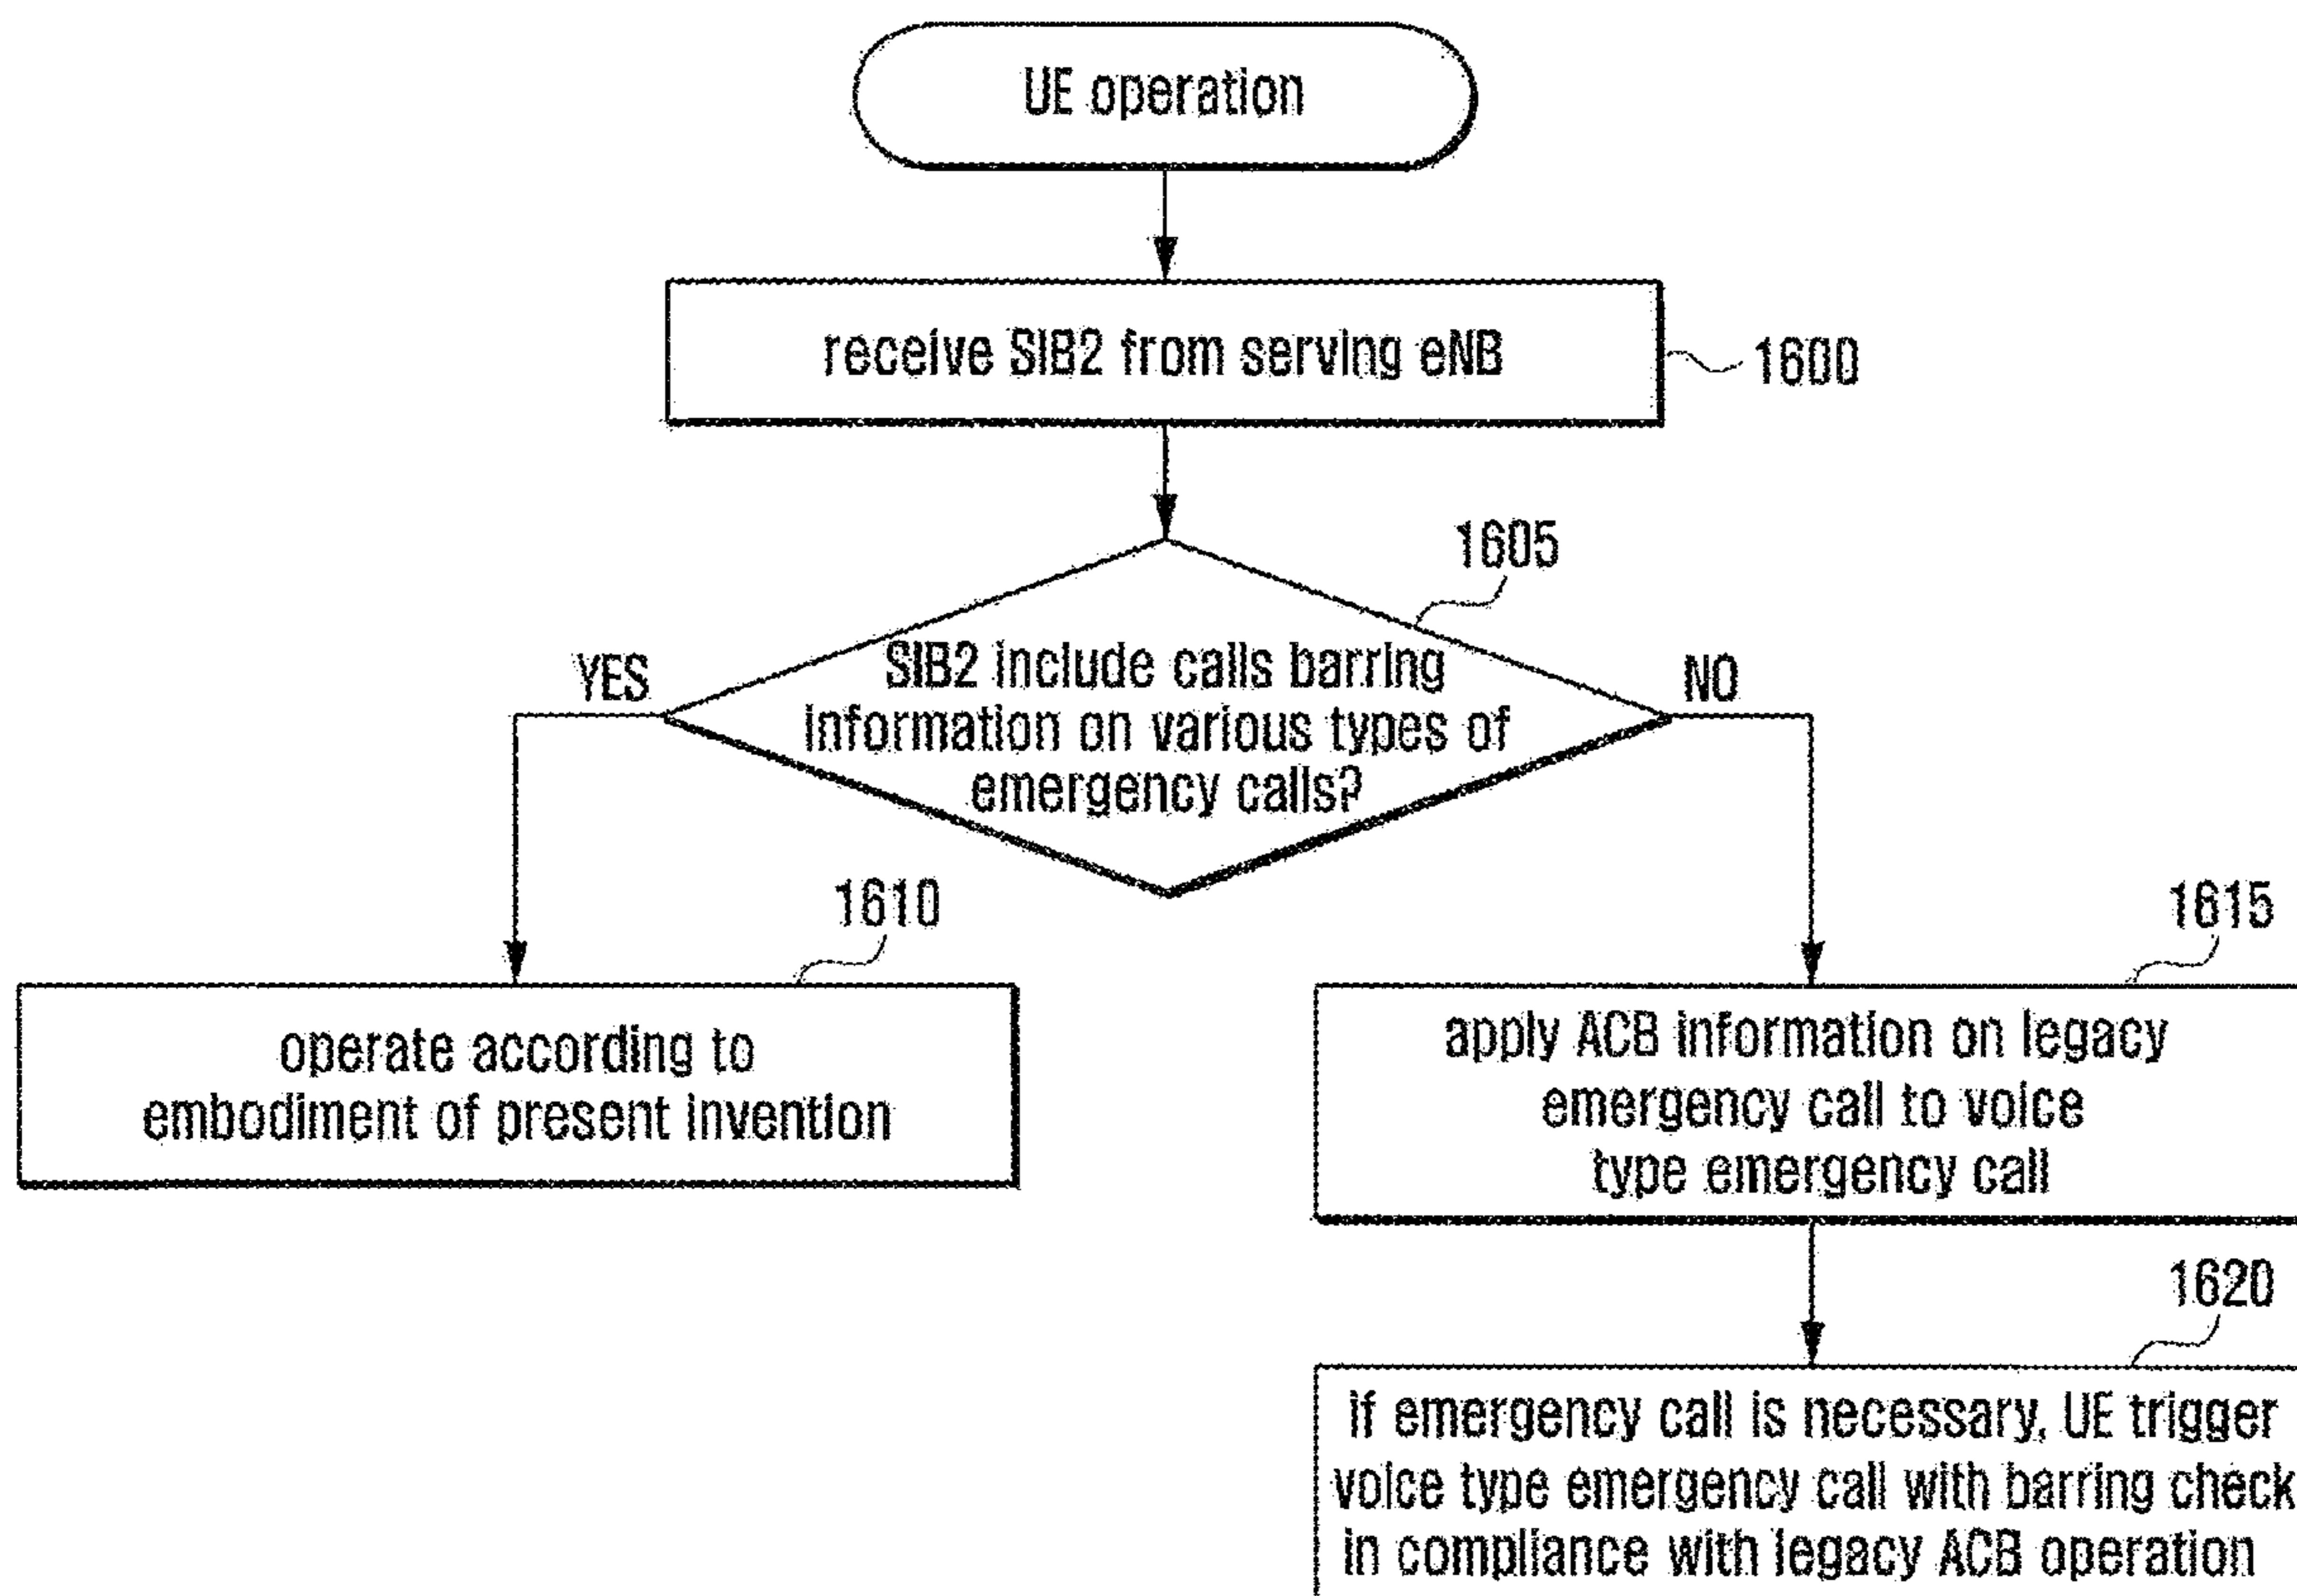 UE operation
receive SIB2 from serving eNB
1600
1605
YES
NO
SIB2 include calls barring
information on various types of
emergency calls?
1610
1615
operate according to
embodiment of present invention
apply ACB information on legacy
emergency call to voice
type emergency call
1620
if emergency call is necessary, UE trigger
voice type emergency call with barring check
in compliance with legacy ACB operation